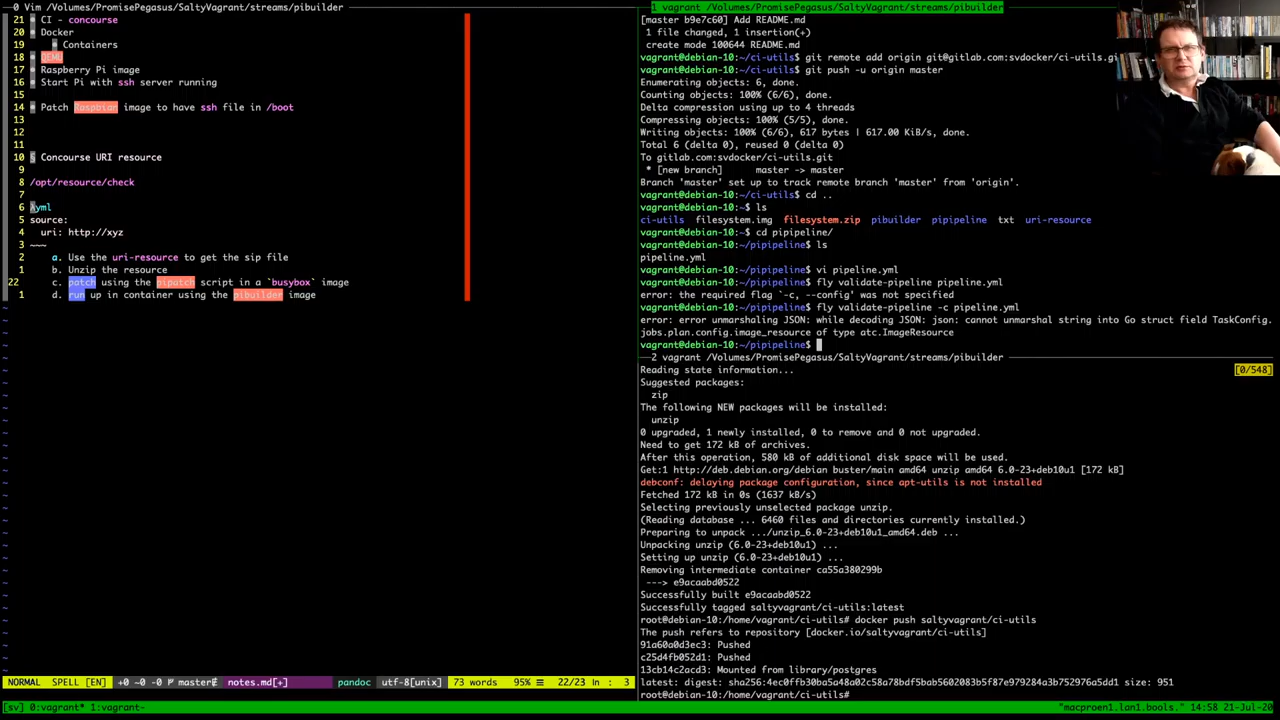 0 Vim /Volumes/PromisePegasus/SaltyVagrant/streams/pibuilder
21 CI - concourse
20 Docker
19 Containers
18 QEMU
17 Raspberry Pi image
16 Start Pi with ssh server running
15
14 Patch Raspbian image to have ssh file in /boot
13
12
11
10 § Concourse URI resource
9
8 /opt/resource/check
7
6 yml
5 source:
4 uri: http://xyz
3 ~~~
2 a. Use the uri-resource to get the sip file
1 b. Unzip the resource
22 c. patch using the pipatch script in a `busybox` image
1 d. run up in container using the pibuilder image
NORMAL SPELL [EN] +0 ~0 -0 master notes.md[+] pandoc utf-8[unix] 73 words 95% ☰ 22/23 ln : 3
1 vagrant /Volumes/PromisePegasus/SaltyVagrant/streams/pibuilder
[master b9e7c60] Add README.md
1 file changed, 1 insertion(+)
create mode 100644 README.md
vagrant@debian-10:~/ci-utils$ git remote add origin git@gitlab.com:svdocker/ci-utils.gi
vagrant@debian-10:~/ci-utils$ git push -u origin master
Enumerating objects: 6, done.
Counting objects: 100% (6/6), done.
Delta compression using up to 4 threads
Compressing objects: 100% (5/5), done.
Writing objects: 100% (6/6), 617 bytes | 617.00 KiB/s, done.
Total 6 (delta 0), reused 0 (delta 0)
To gitlab.com:svdocker/ci-utils.git
* [new branch] master -> master
Branch 'master' set up to track remote branch 'master' from 'origin'.
vagrant@debian-10:~/ci-utils$ cd ..
vagrant@debian-10:~$ ls
ci-utils filesystem.img filesystem.zip pibuilder pipipeline txt uri-resource
vagrant@debian-10:~$ cd pipipeline/
vagrant@debian-10:~/pipipeline$ ls
pipeline.yml
vagrant@debian-10:~/pipipeline$ vi pipeline.yml
vagrant@debian-10:~/pipipeline$ fly validate-pipeline pipeline.yml
error: the required flag `-c, --config' was not specified
vagrant@debian-10:~/pipipeline$ fly validate-pipeline -c pipeline.yml
error: error unmarshaling JSON: while decoding JSON: json: cannot unmarshal string into Go struct field TaskConfig.
jobs.plan.config.image_resource of type atc.ImageResource
vagrant@debian-10:~/pipipeline$
2 vagrant /Volumes/PromisePegasus/SaltyVagrant/streams/pibuilder
Reading state information... [0/548]
Suggested packages:
zip
The following NEW packages will be installed:
unzip
0 upgraded, 1 newly installed, 0 to remove and 0 not upgraded.
Need to get 172 kB of archives.
After this operation, 580 kB of additional disk space will be used.
Get:1 http://deb.debian.org/debian buster/main amd64 unzip amd64 6.0-23+deb10u1 [172 kB]
debconf: delaying package configuration, since apt-utils is not installed
Fetched 172 kB in 0s (1637 kB/s)
Selecting previously unselected package unzip.
(Reading database ... 6460 files and directories currently installed.)
Preparing to unpack .../unzip_6.0-23+deb10u1_amd64.deb ...
Unpacking unzip (6.0-23+deb10u1) ...
Setting up unzip (6.0-23+deb10u1) ...
Removing intermediate container ca55a380299b
---> e9acaabd0522
Successfully built e9acaabd0522
Successfully tagged saltyvagrant/ci-utils:latest
root@debian-10:/home/vagrant/ci-utils# docker push saltyvagrant/ci-utils
The push refers to repository [docker.io/saltyvagrant/ci-utils]
91a60a0d3ec3: Pushed
c25d4fb052d1: Pushed
13cb14c2acd3: Mounted from library/postgres
latest: digest: sha256:4ec0ffb30ba5a48a02c58a78bdf5bab5602083b5f87e979284a3b752976a5dd1 size: 951
root@debian-10:/home/vagrant/ci-utils#
[sv] 0:vagrant* 1:vagrant- "macproen1.lan1.bools." 14:58 21-Jul-20